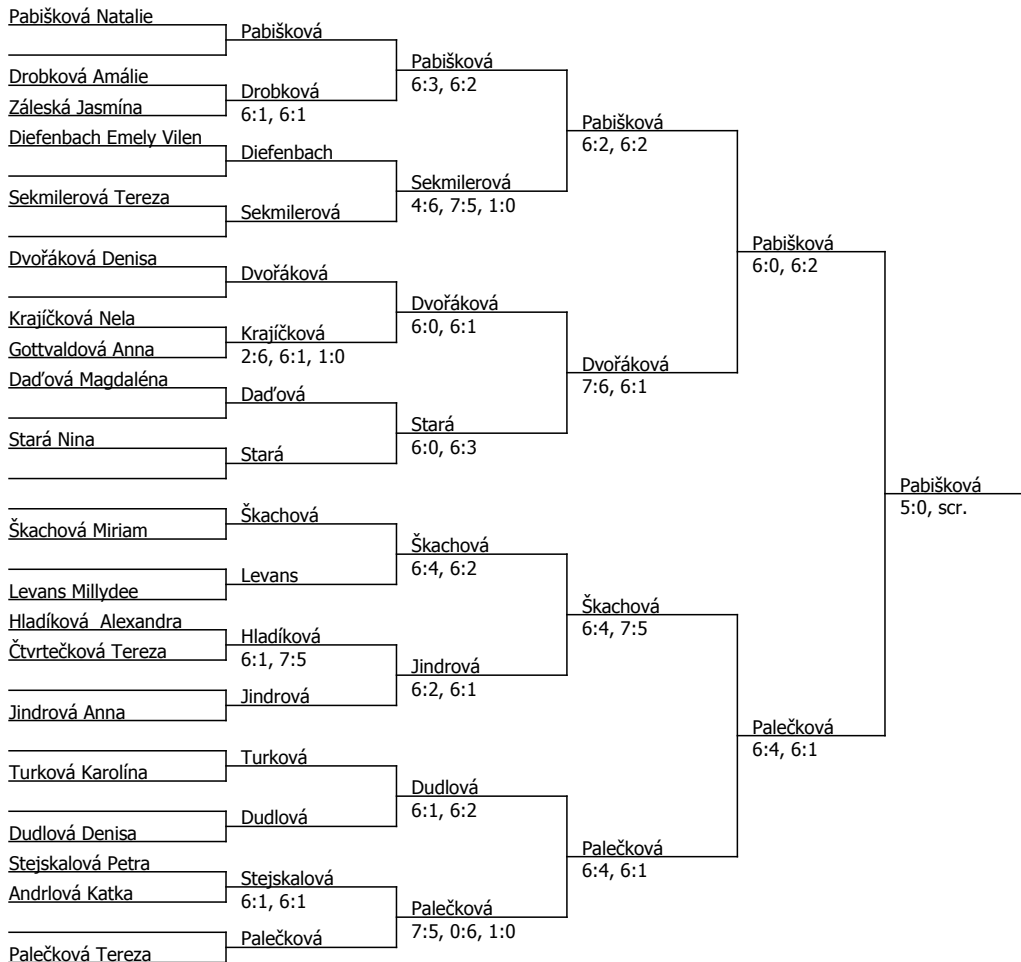 Pabišková Natalie
Drobková Amálie
Záleská Jasmína
Diefenbach Emely Vilen
Sekmilerová Tereza
Dvořáková Denisa
Krajíčková Nela
Gottvaldová Anna
Daďová Magdaléna
Stará Nina
Škachová Miriam
Levans Millydee
Hladíková  Alexandra
Čtvrtečková Tereza
Jindrová Anna
Turková Karolína
Dudlová Denisa
Stejskalová Petra
Andrlová Katka
Palečková Tereza
Pabišková
Drobková
6:1, 6:1
Diefenbach
Sekmilerová
Dvořáková
Krajíčková
2:6, 6:1, 1:0
Daďová
Stará
Škachová
Levans
Hladíková
6:1, 7:5
Jindrová
Turková
Dudlová
Stejskalová
6:1, 6:1
Palečková
Pabišková
6:3, 6:2
Sekmilerová
4:6, 7:5, 1:0
Dvořáková
6:0, 6:1
Stará
6:0, 6:3
Škachová
6:4, 6:2
Jindrová
6:2, 6:1
Dudlová
6:1, 6:2
Palečková
7:5, 0:6, 1:0
Pabišková
6:2, 6:2
Dvořáková
7:6, 6:1
Škachová
6:4, 7:5
Palečková
6:4, 6:1
Pabišková
6:0, 6:2
Palečková
6:4, 6:1
Pabišková
5:0, scr.